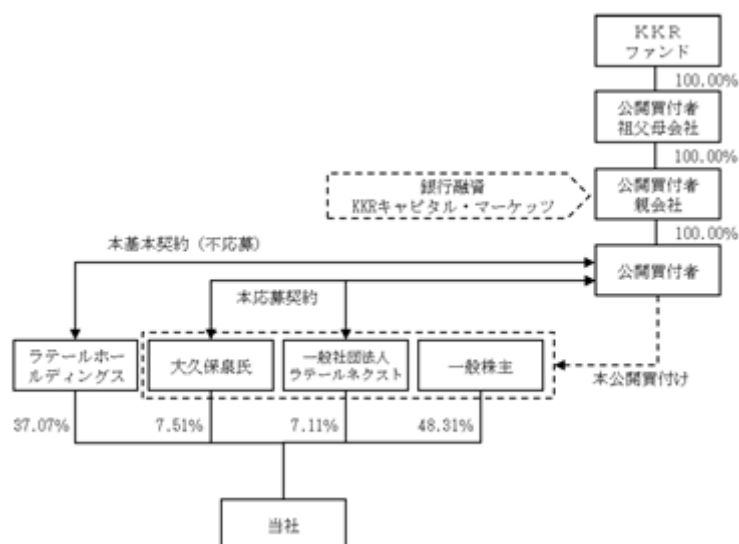 KKR
ファンド
100.00%
公開買付者
祖父母会社
100.00%
銀行融資
KKRキャピタル・マーケッツ
公開買付者
親会社
100.00%
本基本契約（不応募）
公開買付者
本応募契約
ラテールホー
ルディングス
大久保泉氏
一般社団法人
ラテールネクスト
一般株主
本公開買付け
37.07%
7.51%
7.11%
48.31%
当社